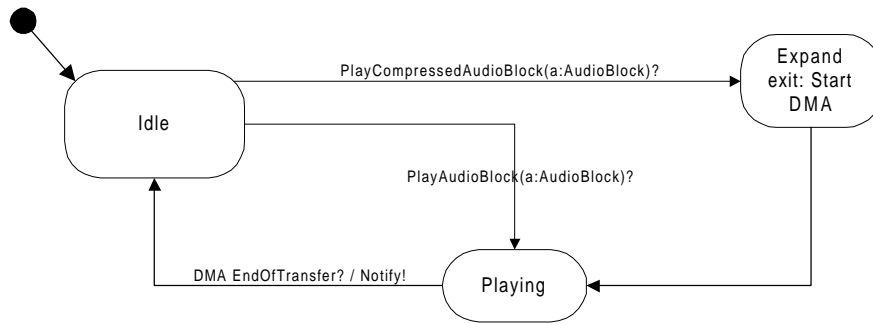 Expand
exit: Start
DMA
PlayCompressedAudioBlock(a:AudioBlock)?
Idle
PlayAudioBlock(a:AudioBlock)?
DMA EndOfTransfer? / Notify!
Playing